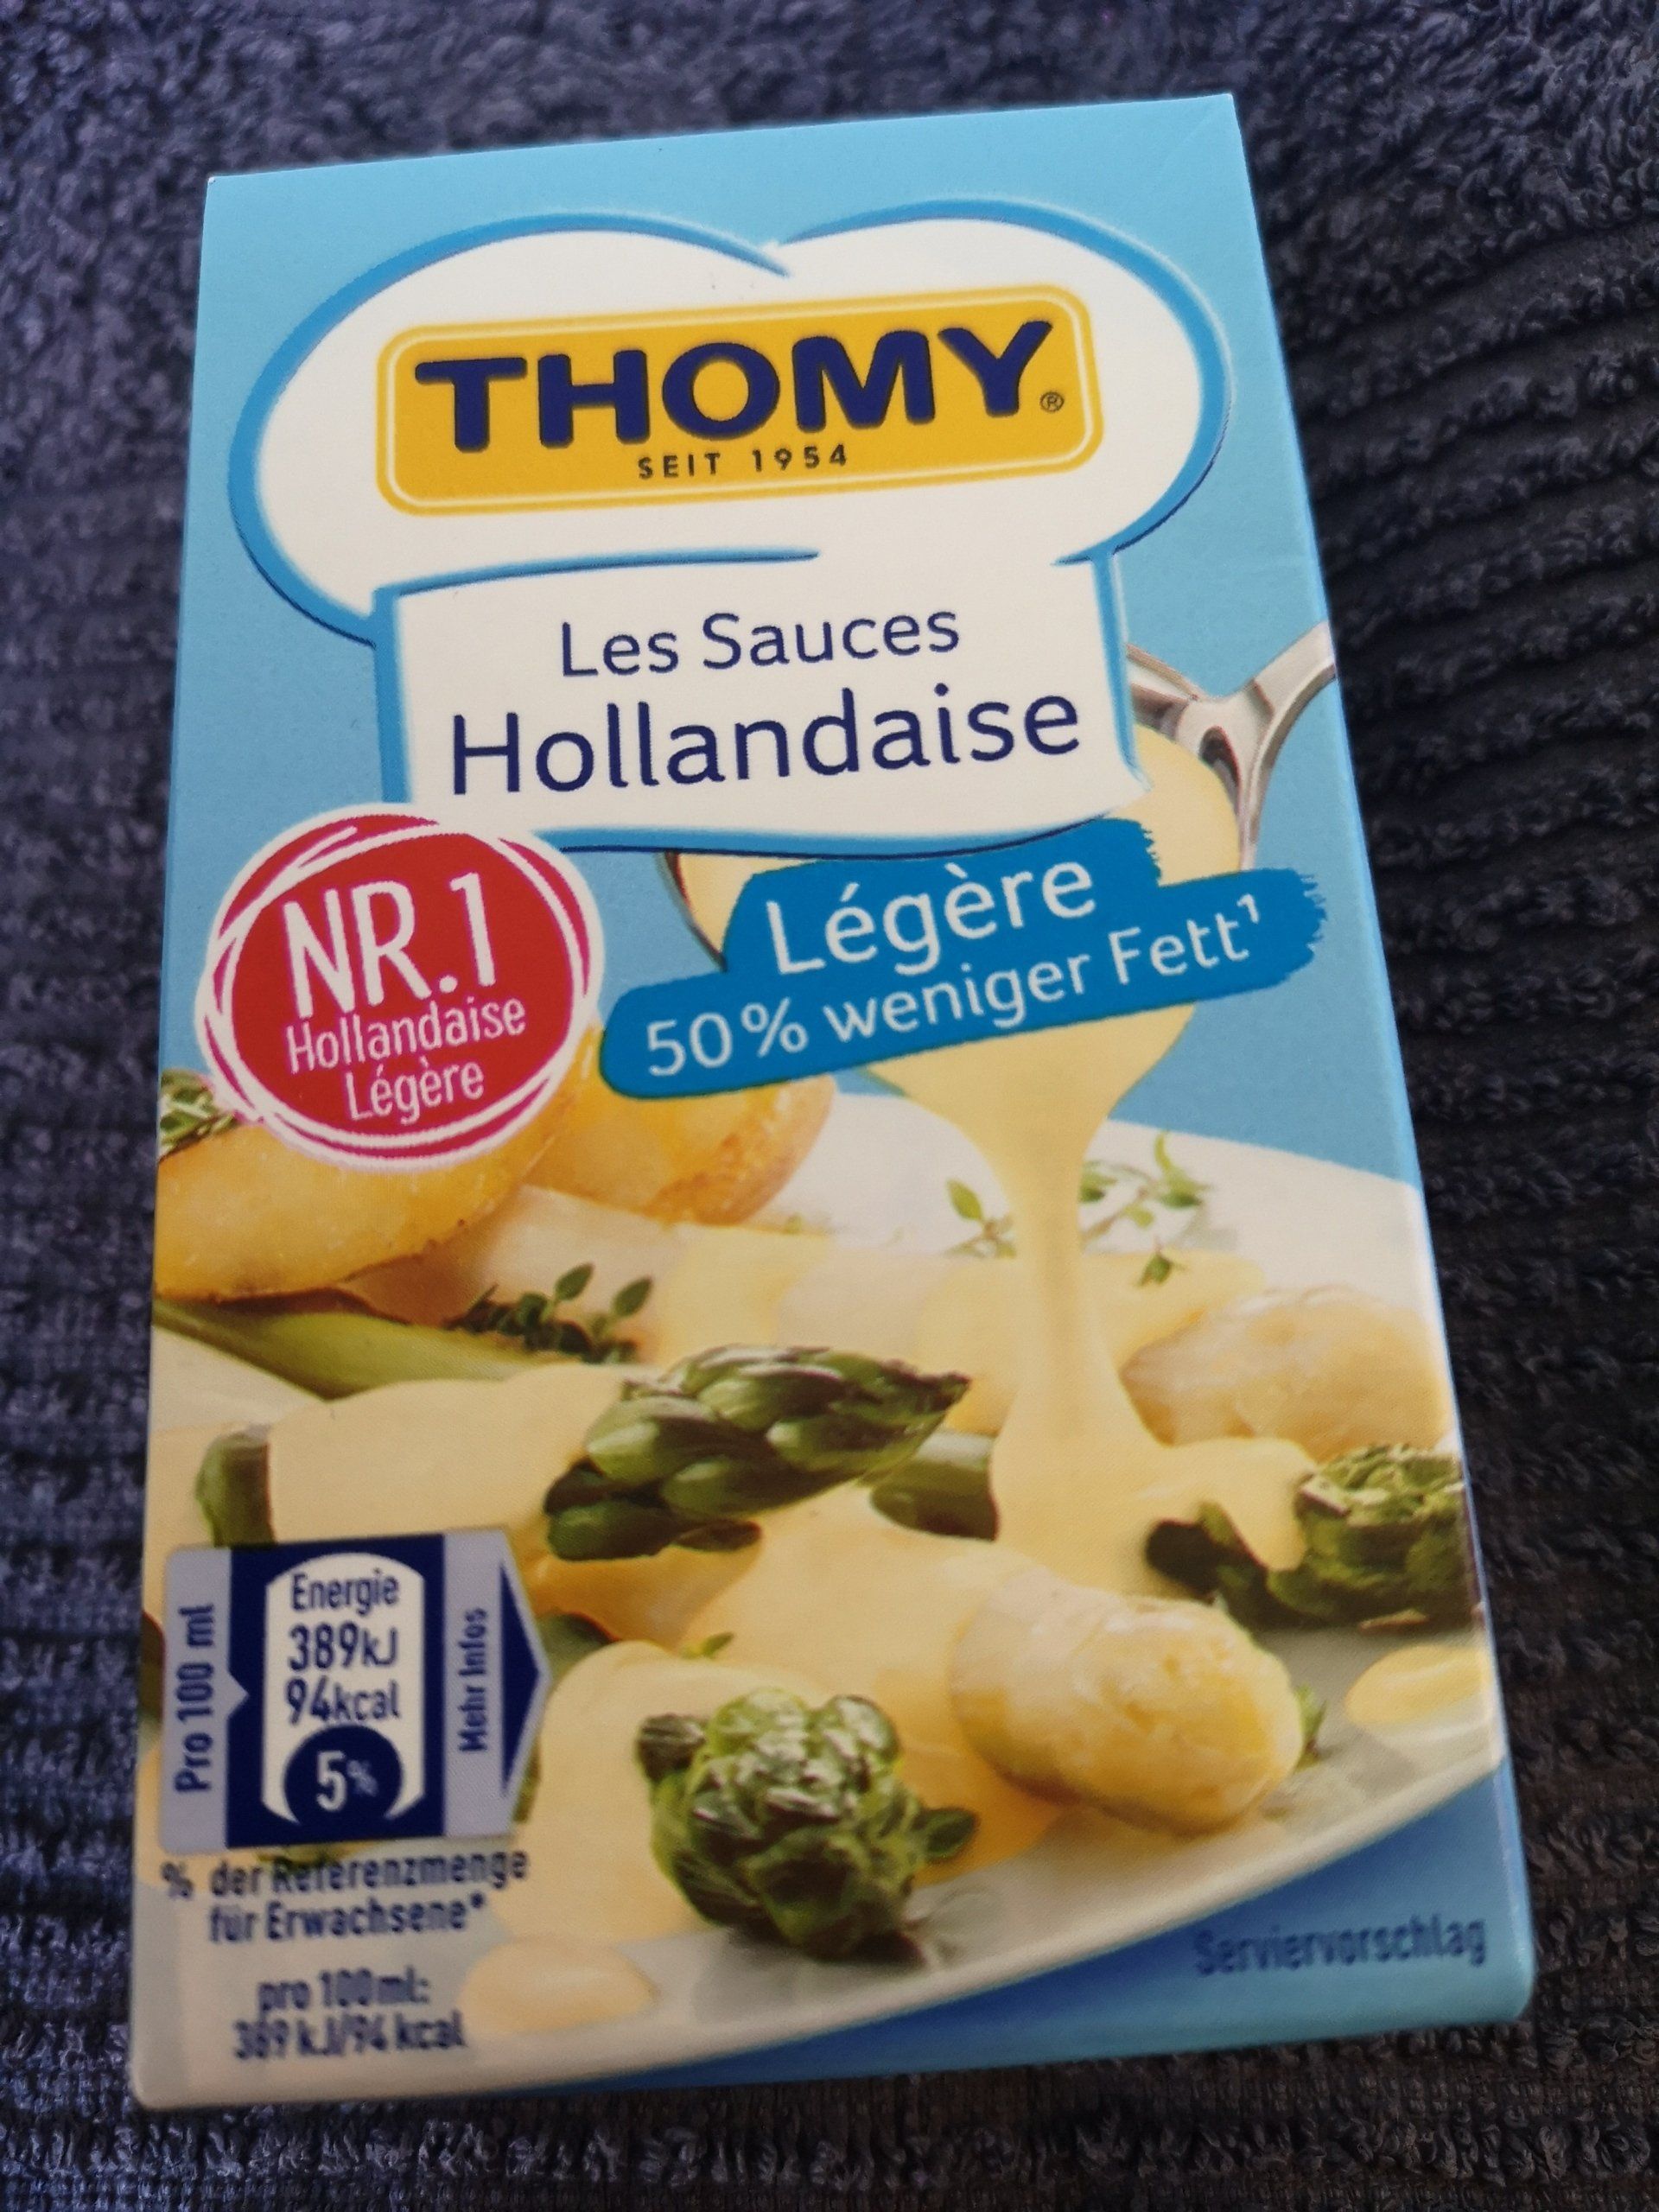 THOMY®
SEIT 1954
Les Sauces
Hollandaise
Légère
50% weniger Fett¹
NR.1
Hollandaise
Légère
Pro 100 ml
Energie
389kJ
94kcal
5%
Mehr Infos
% der Referenzmenge
für Erwachsene*
pro 100ml:
389 kJ/94 kcal
Serviervorschlag